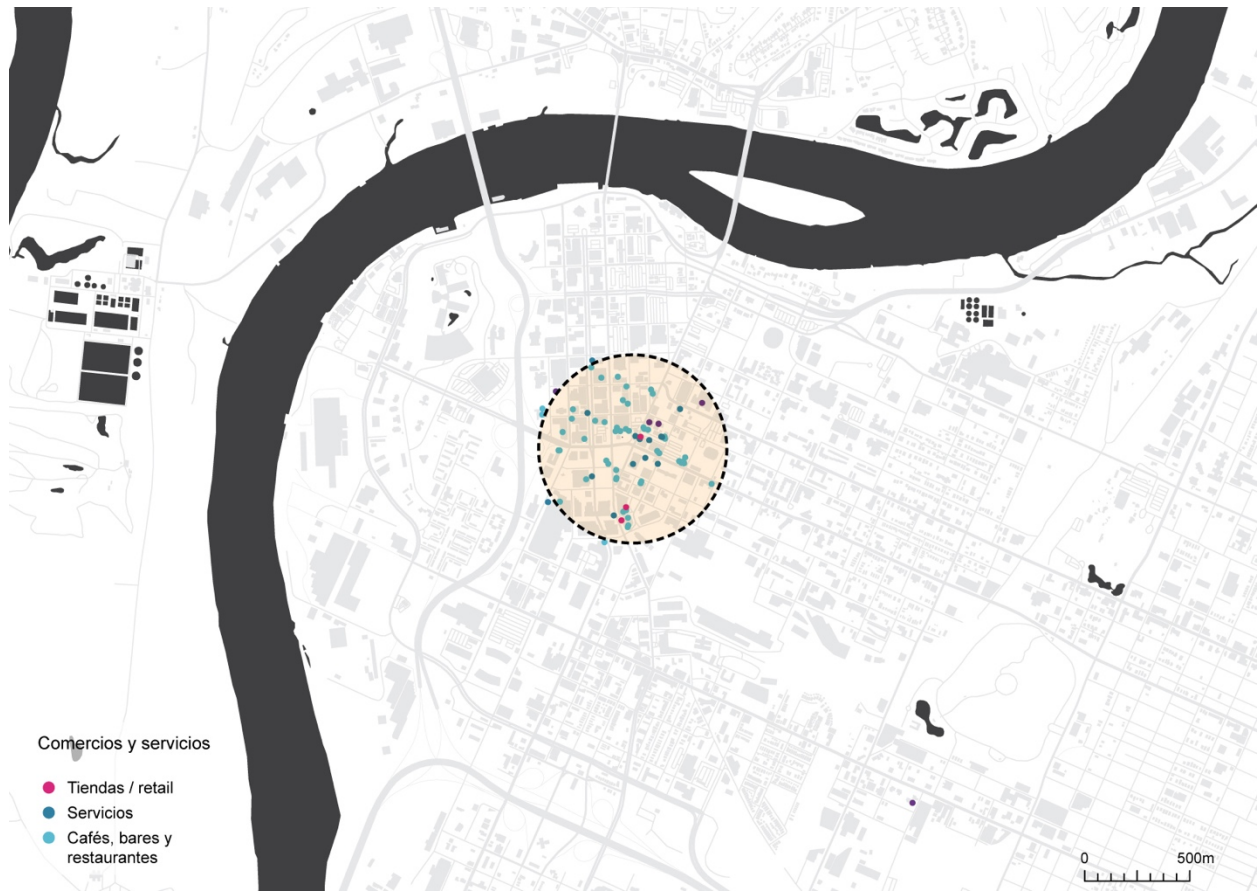 Comercios y servicios
Tiendas / retail
Servicios
Cafés, bares y
restaurantes
0 500m